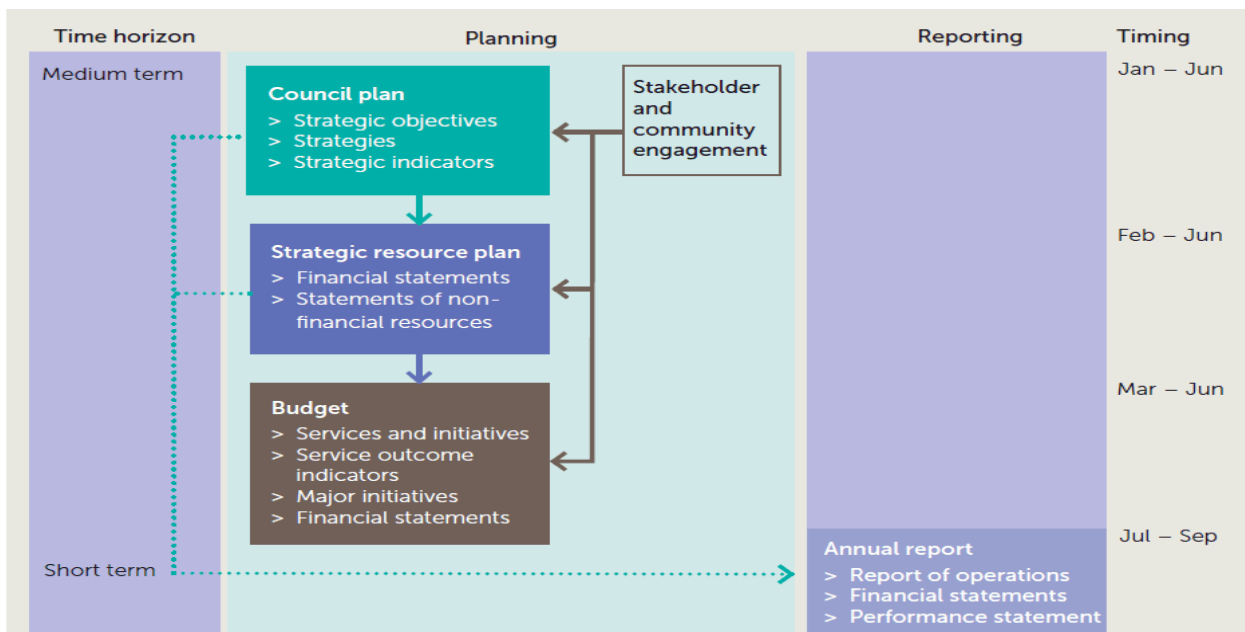 Time horizon
Planning
Reporting
Timing
Medium term
Jan – Jun
Council plan
> Strategic objectives
> Strategies
> Strategic indicators
Stakeholder
and
community
engagement
Strategic resource plan
> Financial statements
> Statements of non-
financial resources
Feb – Jun
Budget
> Services and initiatives
> Service outcome
indicators
> Major initiatives
> Financial statements
Mar – Jun
Short term
Annual report
> Report of operations
> Financial statements
> Performance statement
Jul – Sep